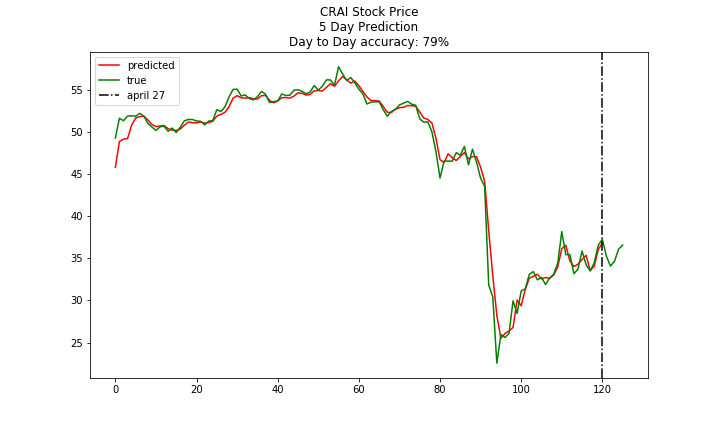 CRAI Stock Price
5 Day Prediction
Day to Day accuracy: 79%
predicted
true
april 27
55
50
45
40
35
30
25
0
20
40
60
80
100
120